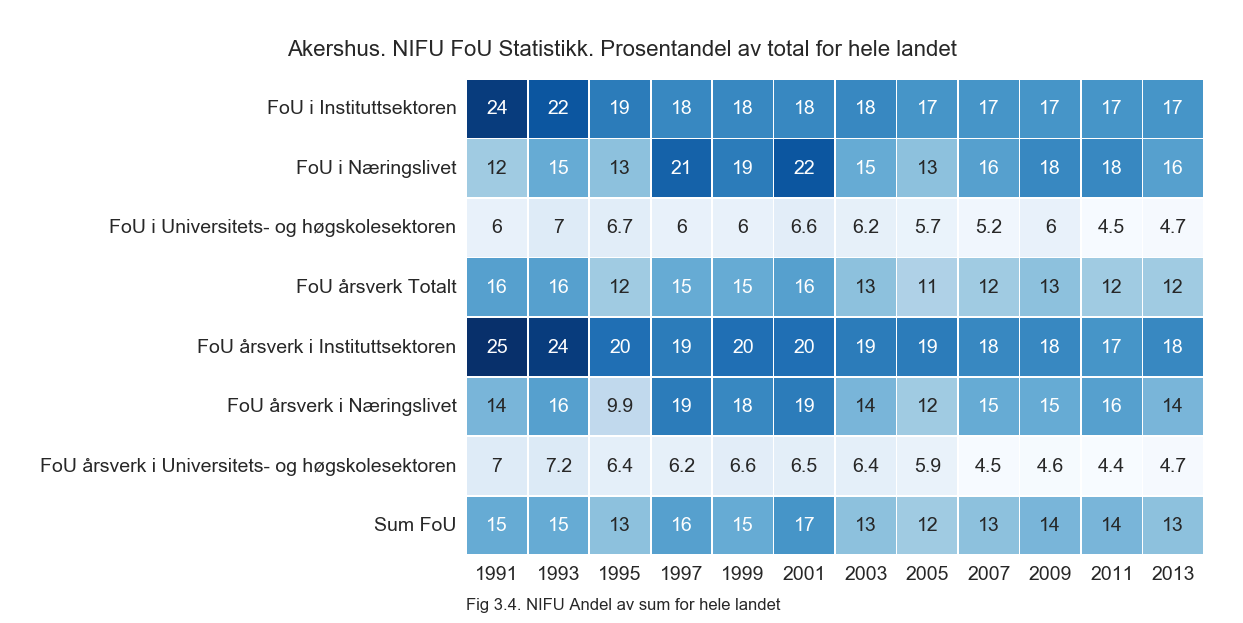 Akershus. NIFU FoU Statistikk. Prosentandel av total for hele landet
FoU i Instituttsektoren 24 22 19 18 18 18 18 17 17 17 17 17
FoU i Næringslivet 12 15 13 21 19 22 15 13 16 18 18 16
FoU i Universitets- og høgskolesektoren 6 7 6.7 6 6 6.6 6.2 5.7 5.2 6 4.5 4.7
FoU årsverk Totalt 16 16 12 15 15 16 13 11 12 13 12 12
FoU årsverk i Instituttsektoren 25 24 20 19 20 20 19 19 18 18 17 18
FoU årsverk i Næringslivet 14 16 9.9 19 18 19 14 12 15 15 16 14
FoU årsverk i Universitets- og høgskolesektoren 7 7.2 6.4 6.2 6.6 6.5 6.4 5.9 4.5 4.6 4.4 4.7
Sum FoU 15 15 13 16 15 17 13 12 13 14 14 13
1991 1993 1995 1997 1999 2001 2003 2005 2007 2009 2011 2013
Fig 3.4. NIFU Andel av sum for hele landet